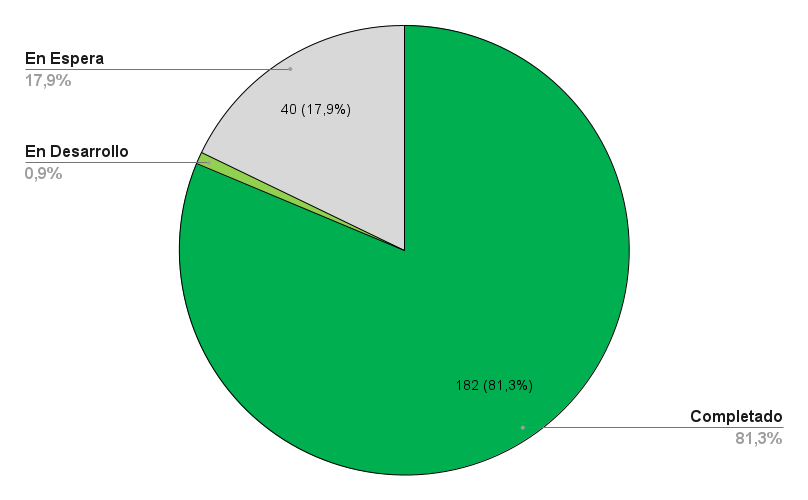 En Espera
17,9%
40 (17,9%)
En Desarrollo
0,9%
182 (81,3%)
Completado
81,3%